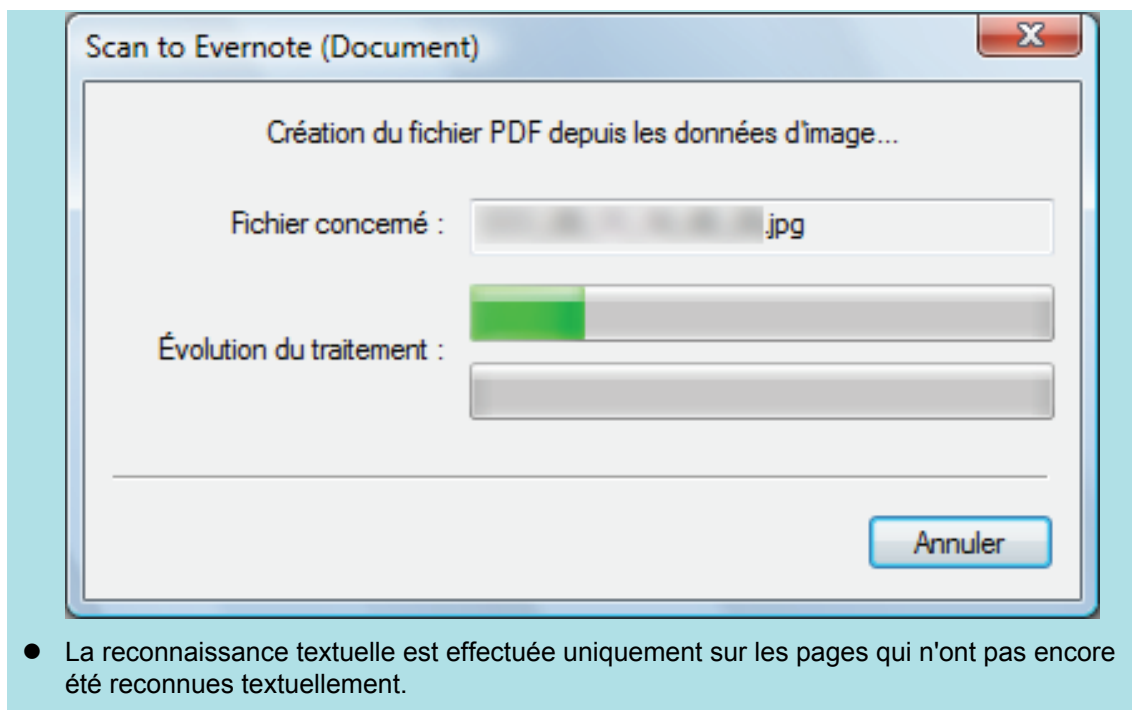 Scan to Evernote (Document)
Création du fichier PDF depuis les données d'image...
Fichier concerné : .jpg
Évolution du traitement :
Annuler
● La reconnaissance textuelle est effectuée uniquement sur les pages qui n'ont pas encore
été reconnues textuellement.